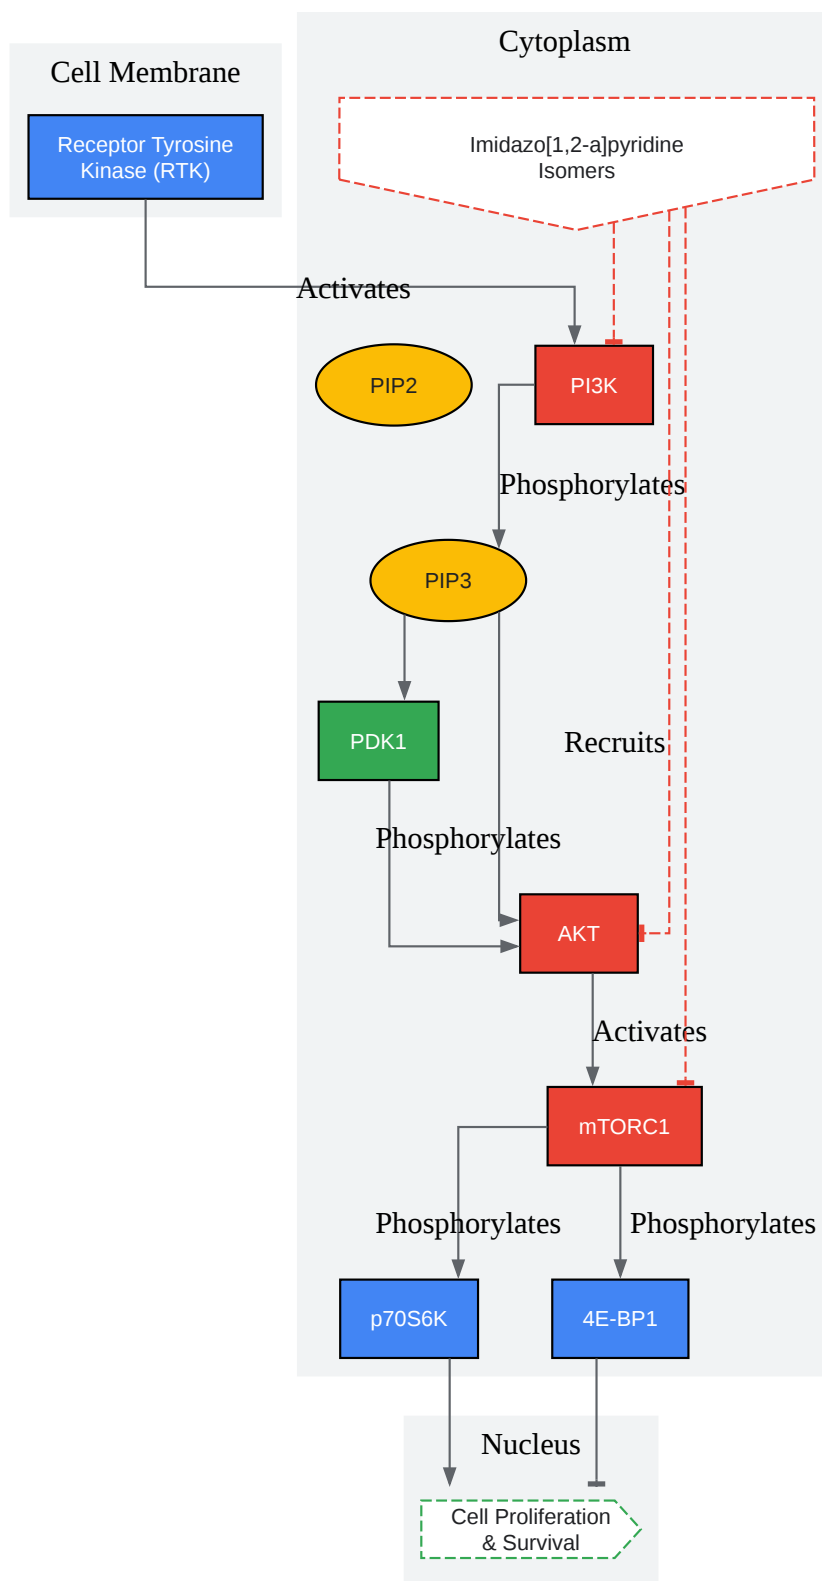 Cytoplasm
Cell Membrane
Receptor Tyrosine
Kinase (RTK)
Imidazo[1,2-a]pyridine
Isomers
Activates
PIP2
PI3K
Phosphorylates
PIP3
PDK1
Recruits
Phosphorylates
AKT
Activates
mTORC1
Phosphorylates
Phosphorylates
p70S6K
4E-BP1
Nucleus
Cell Proliferation
& Survival